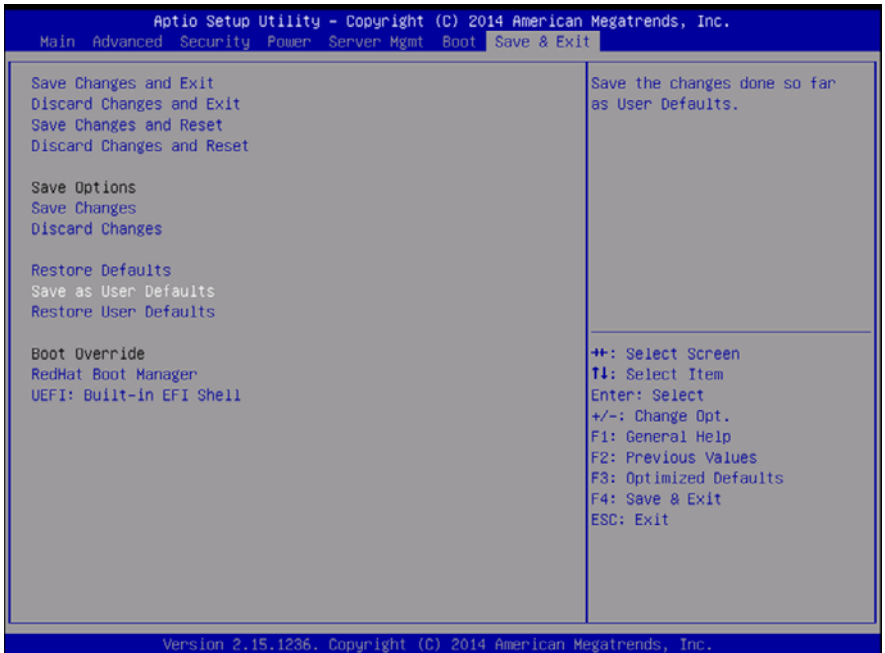 Aptio Setup Utility – Copyright (C) 2014 American Megatrends, Inc.
Main Advanced Security Power Server Mgmt Boot Save & Exit
Save Changes and Exit
Discard Changes and Exit
Save Changes and Reset
Discard Changes and Reset
Save Options
Save Changes
Discard Changes
Restore Defaults
Save as User Defaults
Restore User Defaults
Boot Override
RedHat Boot Manager
UEFI: Built-in EFI Shell
Save the changes done so far
as User Defaults.
→←: Select Screen
↑↓: Select Item
Enter: Select
+/-: Change Opt.
F1: General Help
F2: Previous Values
F3: Optimized Defaults
F4: Save & Exit
ESC: Exit
Version 2.15.1236. Copyright (C) 2014 American Megatrends, Inc.